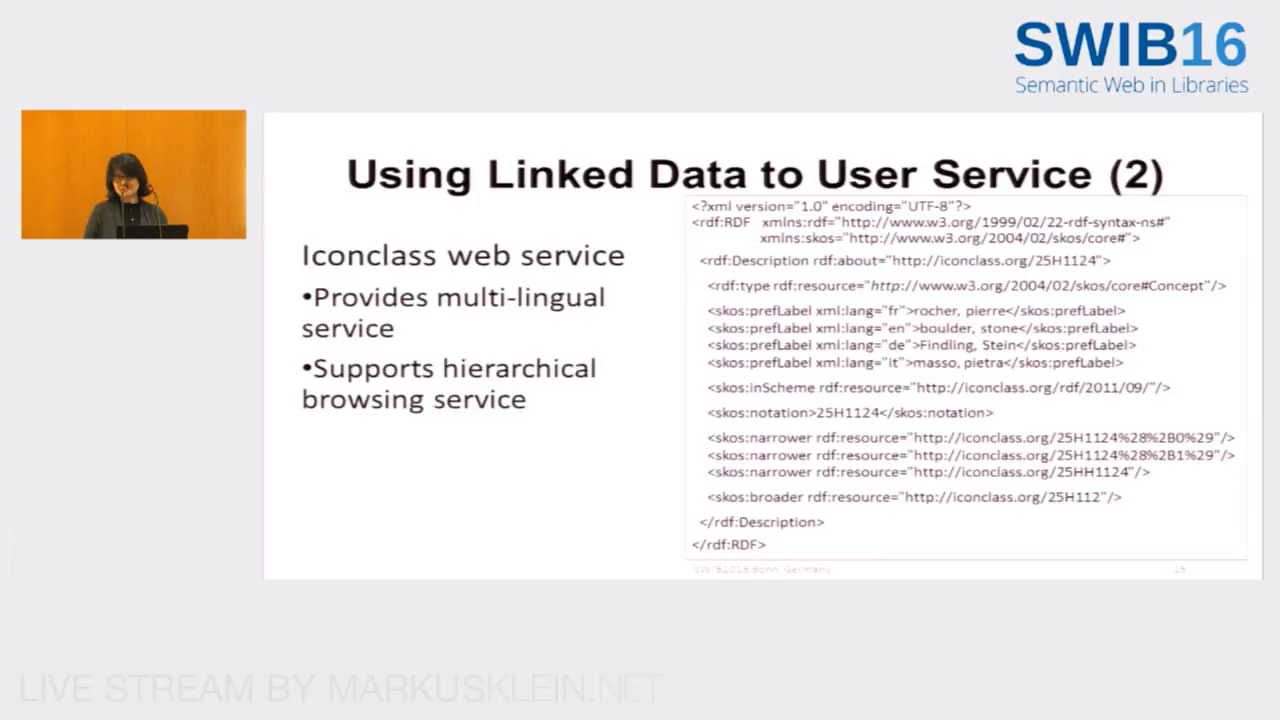 SWIB16
Semantic Web in Libraries
Using Linked Data to User Service (2)
Iconclass web service
•Provides multi-lingual
service
•Supports hierarchical
browsing service
<?xml version="1.0" encoding="UTF-8"?>
<rdf:RDF xmlns:rdf="http://www.w3.org/1999/02/22-rdf-syntax-ns#"
xmlns:skos="http://www.w3.org/2004/02/skos/core#">
<rdf:Description rdf:about="http://iconclass.org/25H1124">
<rdf:type rdf:resource="http://www.w3.org/2004/02/skos/core#Concept"/>
<skos:prefLabel xml:lang="fr">rocher, pierre</skos:prefLabel>
<skos:prefLabel xml:lang="en">boulder, stone</skos:prefLabel>
<skos:prefLabel xml:lang="de">Findling, Stein</skos:prefLabel>
<skos:prefLabel xml:lang="it">masso, pietra</skos:prefLabel>
<skos:inScheme rdf:resource="http://iconclass.org/rdf/2011/09/"/>
<skos:notation>25H1124</skos:notation>
<skos:narrower rdf:resource="http://iconclass.org/25H1124%28%2B0%29"/>
<skos:narrower rdf:resource="http://iconclass.org/25H1124%28%2B1%29"/>
<skos:narrower rdf:resource="http://iconclass.org/25HH1124"/>
<skos:broader rdf:resource="http://iconclass.org/25H112"/>
</rdf:Description>
</rdf:RDF>
SWIB2016 Bonn Germany
LIVE STREAM BY MARKUSKLEIN.NET